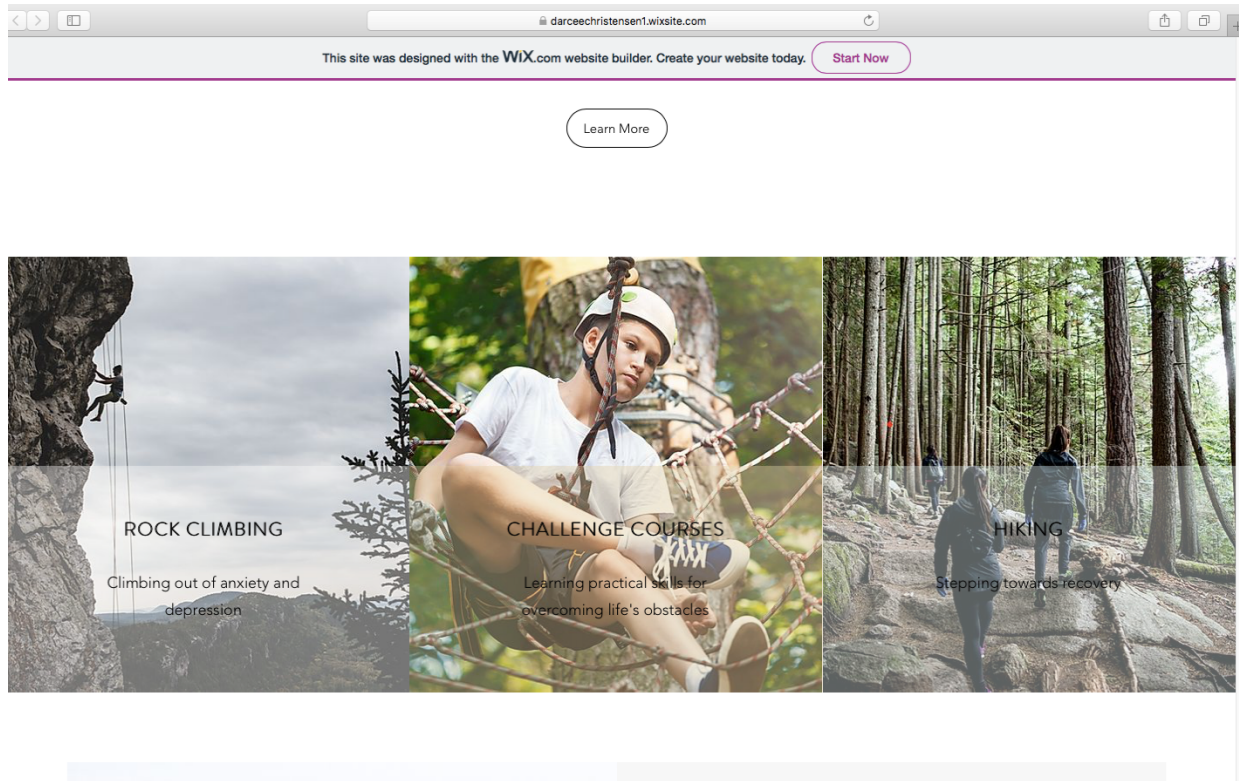 darceechristensen1.wixsite.com
This site was designed with the WiX.com website builder. Create your website today. Start Now
Learn More
ROCK CLIMBING
Climbing out of anxiety and
depression
CHALLENGE COURSES
Learning practical skills for
overcoming life's obstacles
HIKING
Stepping towards recovery